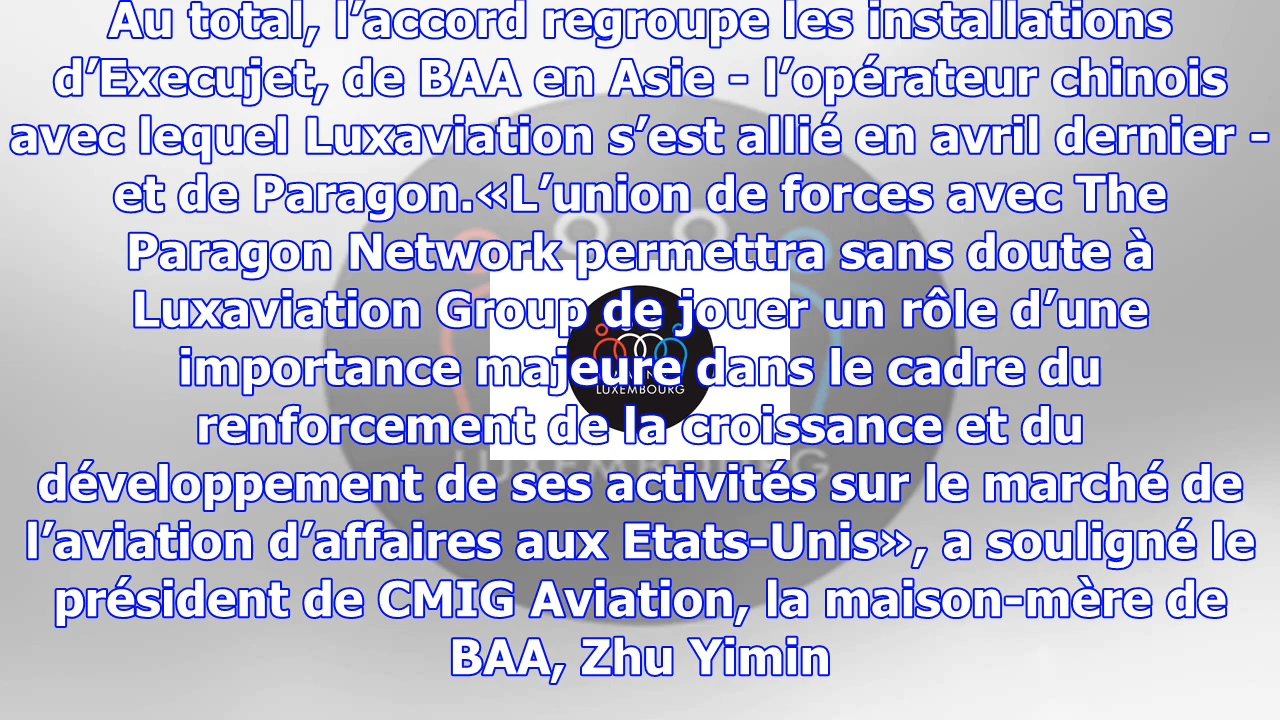 Au total, l’accord regroupe les installations
d’Execujet, de BAA en Asie - l’opérateur chinois
avec lequel Luxaviation s’est allié en avril dernier -
et de Paragon.«L’union de forces avec The
Paragon Network permettra sans doute à
Luxaviation Group de jouer un rôle d’une
importance majeure dans le cadre du
renforcement de la croissance et du
développement de ses activités sur le marché de
l’aviation d’affaires aux Etats-Unis», a souligné le
président de CMIG Aviation, la maison-mère de
BAA, Zhu Yimin
LUXEMBOURG
LUXEMBOURG